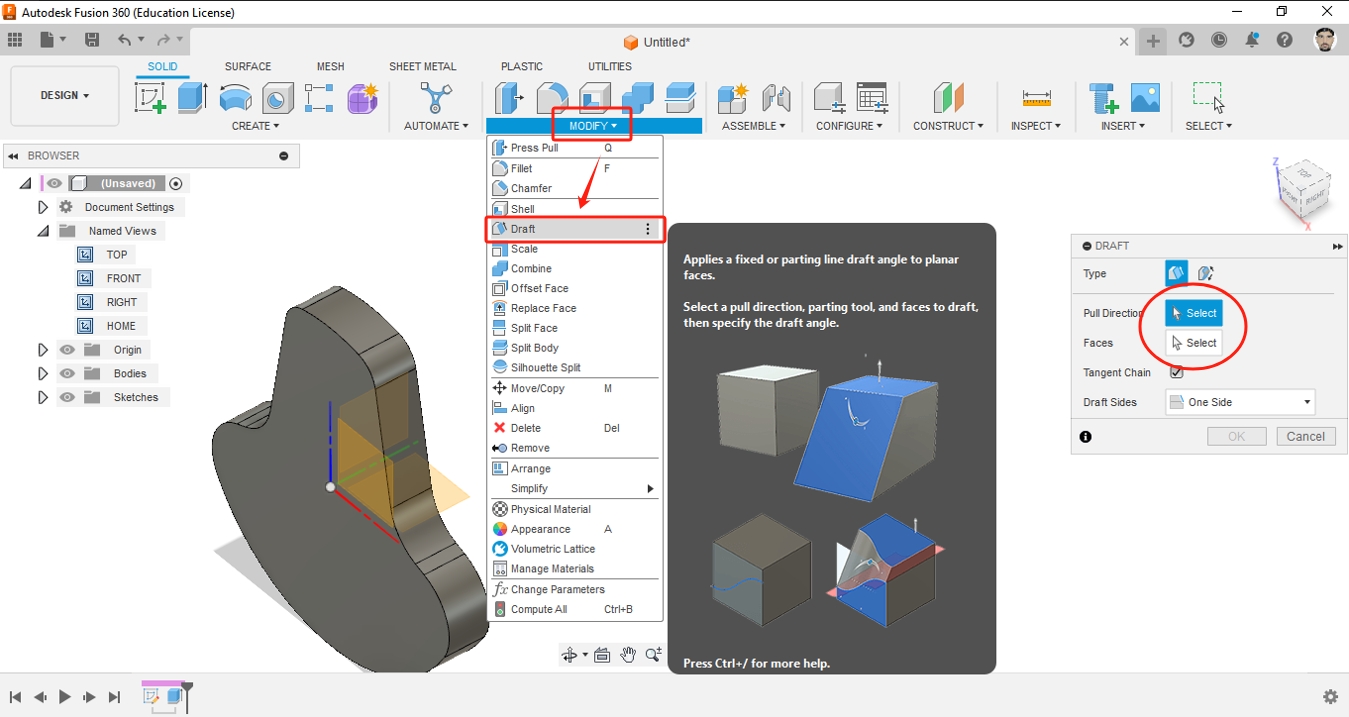 Autodesk Fusion 360 (Education License)
Untitled*
SOLID SURFACE MESH SHEET METAL PLASTIC UTILITIES
DESIGN
CREATE AUTOMATE MODIFY ASSEMBLE CONFIGURE CONSTRUCT INSPECT INSERT SELECT
BROWSER
(Unsaved)
Document Settings
Named Views
TOP
FRONT
RIGHT
HOME
Origin
Bodies
Sketches
Press Pull Q
Fillet F
Chamfer
Shell
Draft
Scale
Combine
Offset Face
Replace Face
Split Face
Split Body
Silhouette Split
Move/Copy M
Align
Delete Del
Remove
Arrange
Simplify
Physical Material
Appearance A
Volumetric Lattice
Manage Materials
Change Parameters
Compute All Ctrl+B
Applies a fixed or parting line draft angle to planar
faces.
Select a pull direction, parting tool, and faces to draft,
then specify the draft angle.
Press Ctrl+/ for more help.
Z
TOP
FRONT
RIGHT
X
DRAFT
Type
Pull Direction Select
Faces Select
Tangent Chain
Draft Sides One Side
OK Cancel